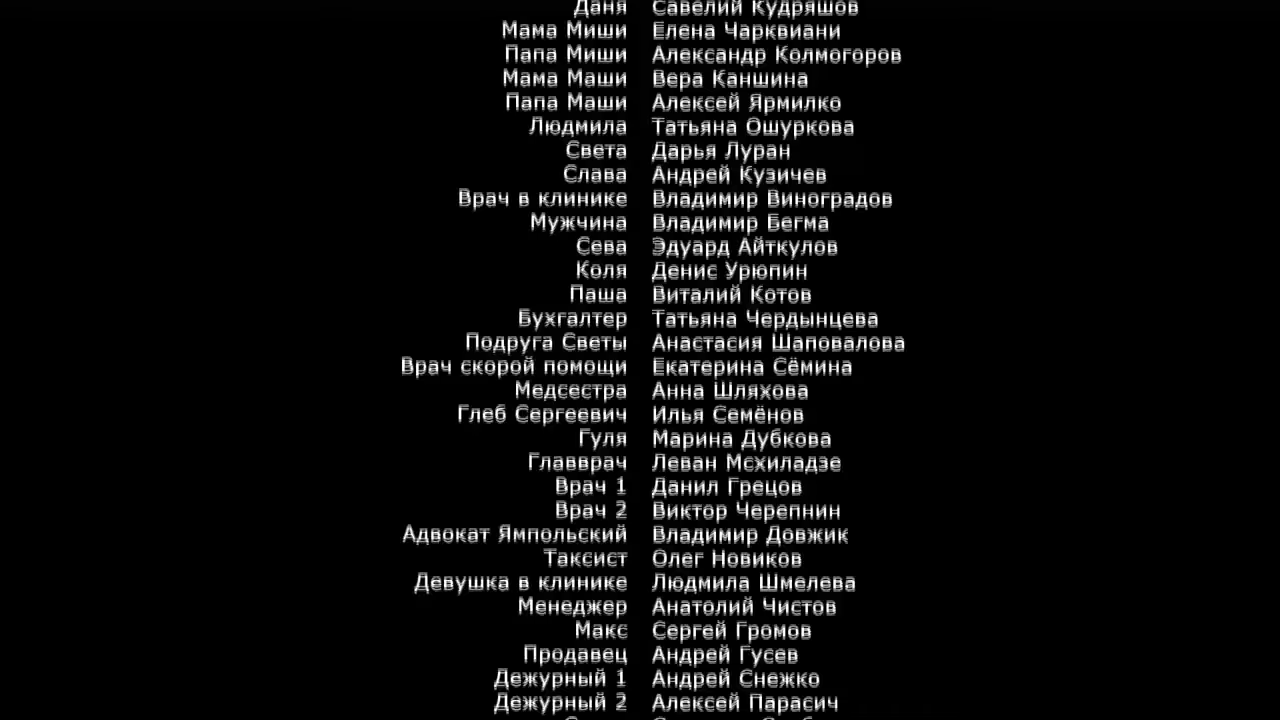 Даня Савелий Кудряшов
Мама Миши Елена Чарквиани
Папа Миши Александр Колмогоров
Мама Маши Вера Каншина
Папа Маши Алексей Ярмилко
Людмила Татьяна Ошуркова
Света Дарья Луран
Слава Андрей Кузичев
Врач в клинике Владимир Виноградов
Мужчина Владимир Бегма
Сева Эдуард Айткулов
Коля Денис Урюпин
Паша Виталий Котов
Бухгалтер Татьяна Чердынцева
Подруга Светы Анастасия Шаповалова
Врач скорой помощи Екатерина Сёмина
Медсестра Анна Шляхова
Глеб Сергеевич Илья Семёнов
Гуля Марина Дубкова
Главврач Леван Мсхиладзе
Врач 1 Данил Грецов
Врач 2 Виктор Черепнин
Адвокат Ямпольский Владимир Довжик
Таксист Олег Новиков
Девушка в клинике Людмила Шмелева
Менеджер Анатолий Чистов
Макс Сергей Громов
Продавец Андрей Гусев
Дежурный 1 Андрей Снежко
Дежурный 2 Алексей Парасич